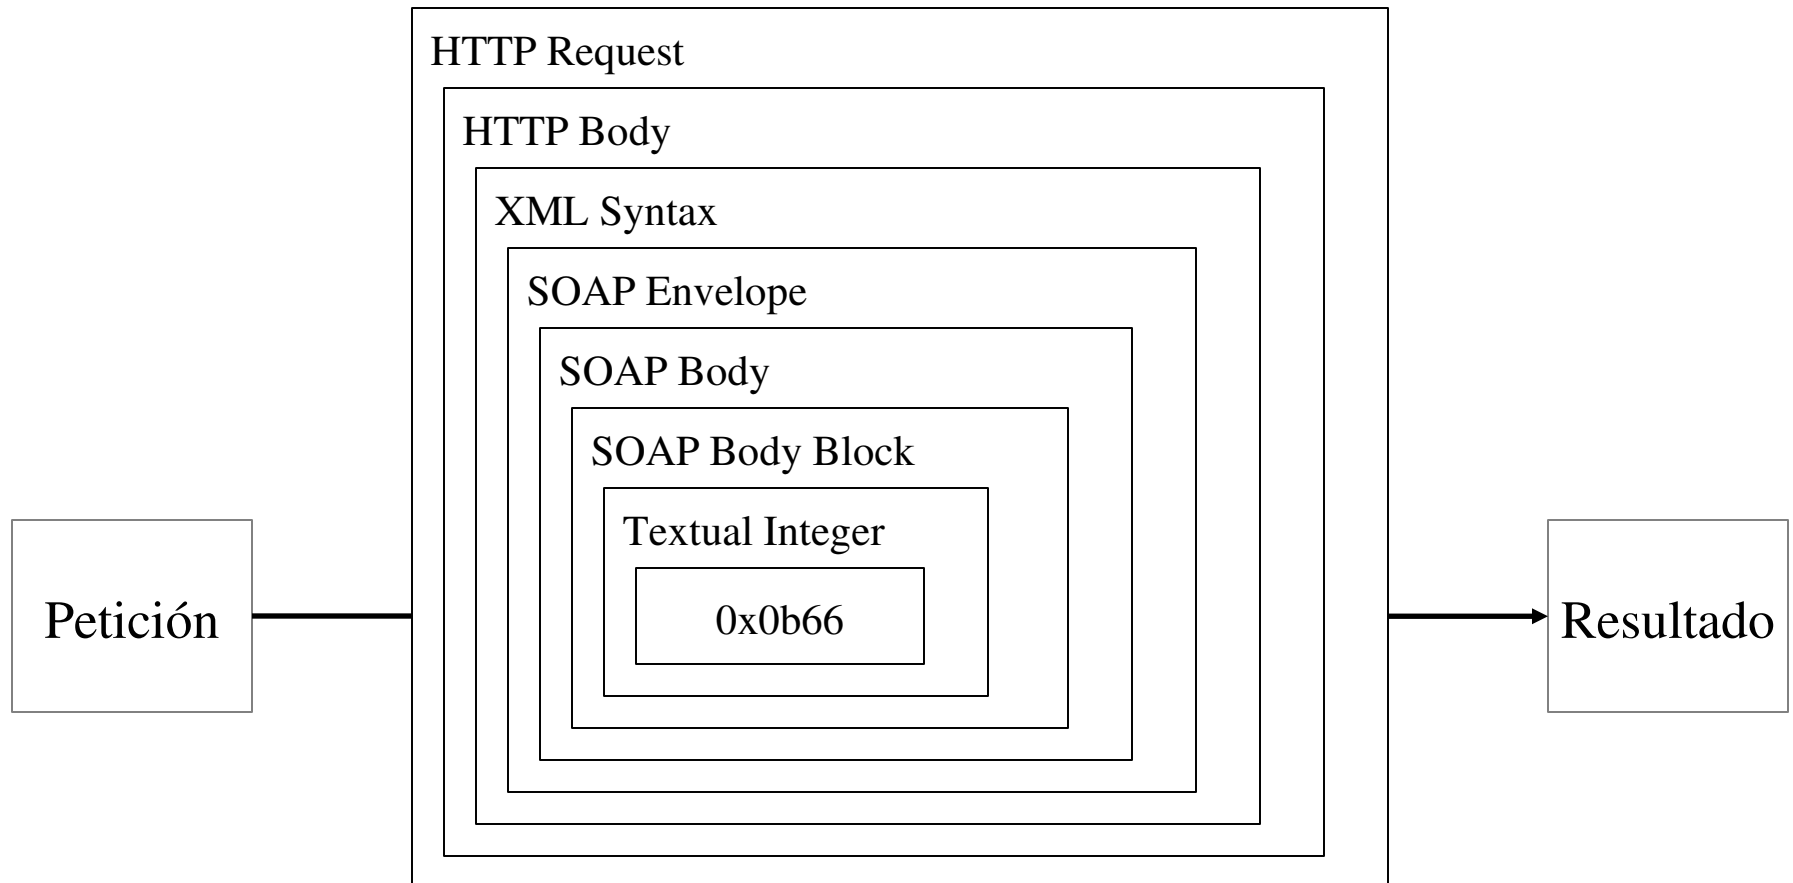 HTTP Request
HTTP Body
XML Syntax
SOAP Envelope
SOAP Body
SOAP Body Block
Textual Integer
0x0b66
Petición
Resultado